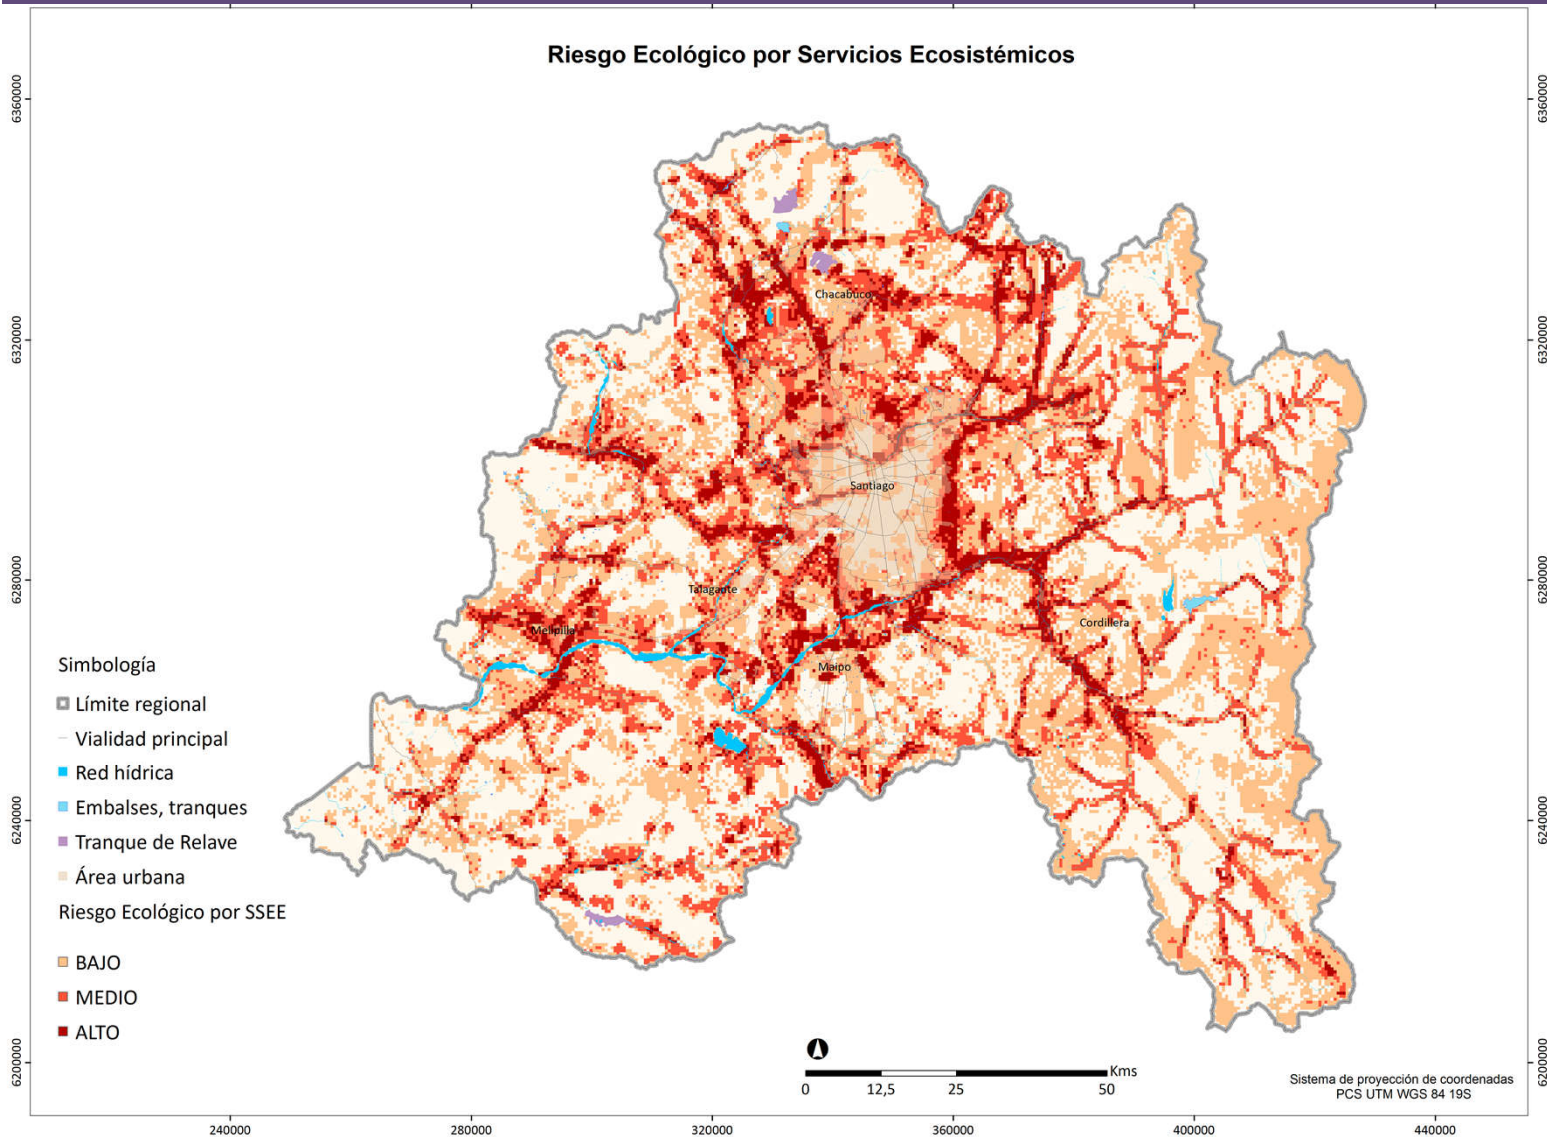 Riesgo Ecológico por Servicios Ecosistémicos
6360000
6360000
6320000
6320000
6280000
6280000
6240000
6240000
6200000
6200000
Chacabuco
Santiago
Talagante
Melipilla
Cordillera
Maipo
Simbología
Límite regional
Vialidad principal
Red hídrica
Embalses, tranques
Tranque de Relave
Área urbana
Riesgo Ecológico por SSEE
BAJO
MEDIO
ALTO
Kms
0 12,5 25 50
Sistema de proyección de coordenadas
PCS UTM WGS 84 19S
240000 280000 320000 360000 400000 440000